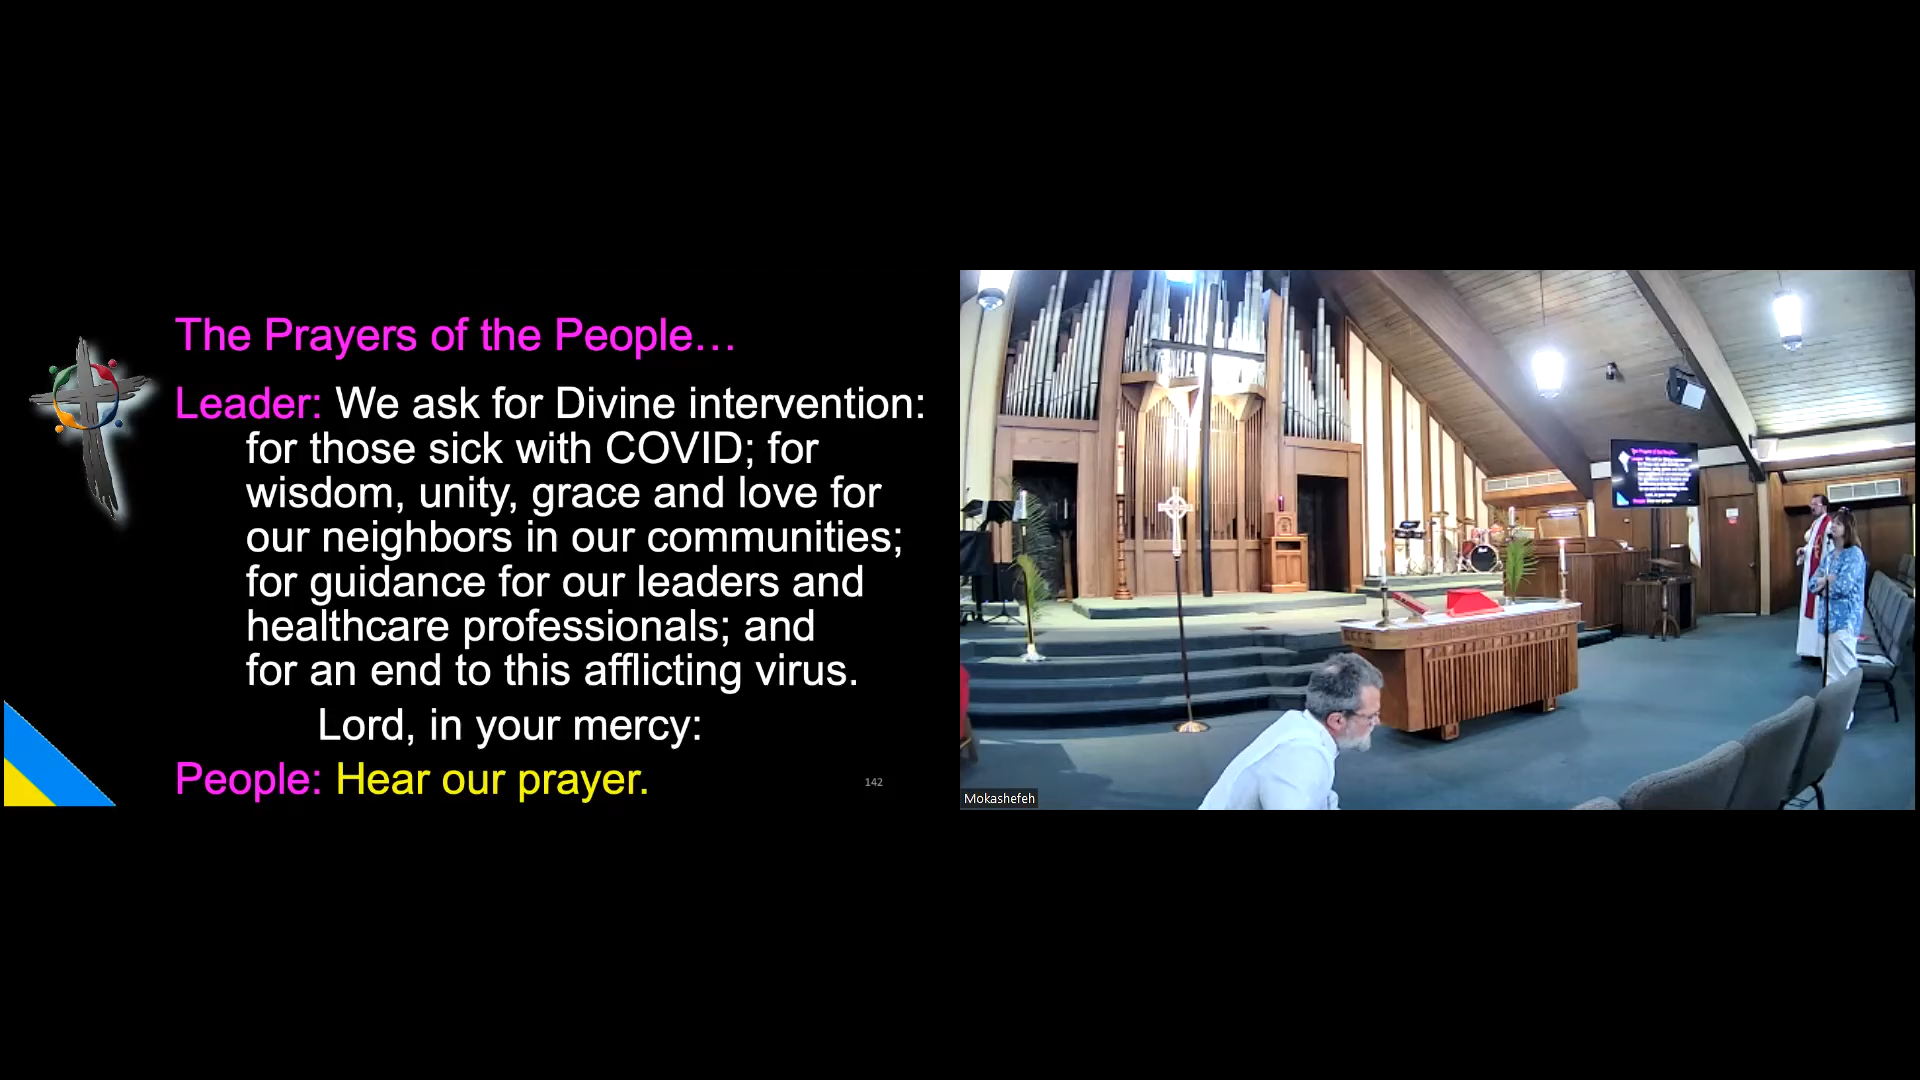 The Prayers of the People…
Leader: We ask for Divine intervention:
for those sick with COVID; for
wisdom, unity, grace and love for
our neighbors in our communities;
for guidance for our leaders and
healthcare professionals; and
for an end to this afflicting virus.
Lord, in your mercy:
People: Hear our prayer.
142
Mokashefeh